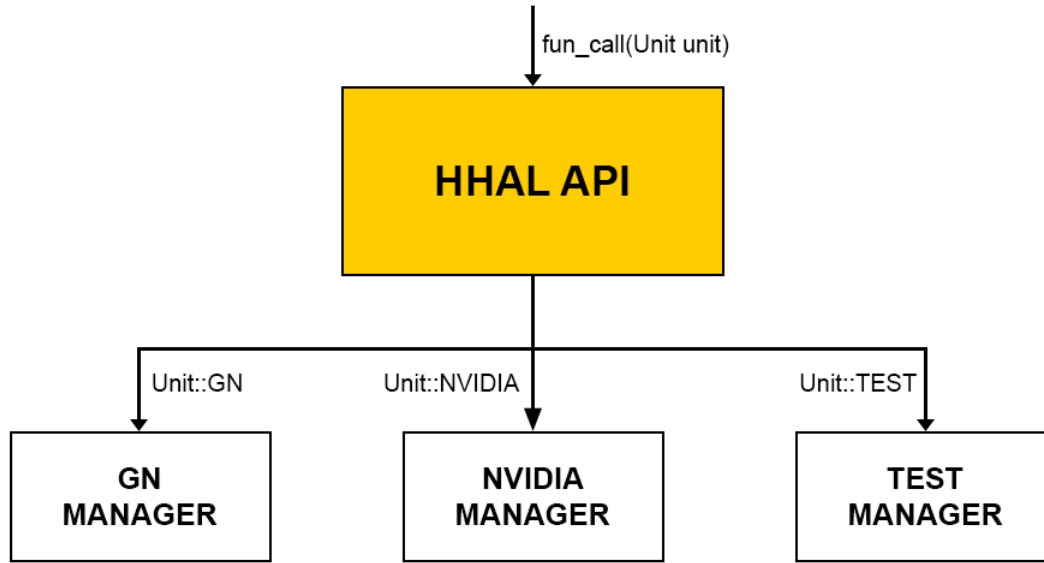 fun_call(Unit unit)
HHAL API
Unit::GN
Unit::NVIDIA
Unit::TEST
GN
MANAGER
NVIDIA
MANAGER
TEST
MANAGER